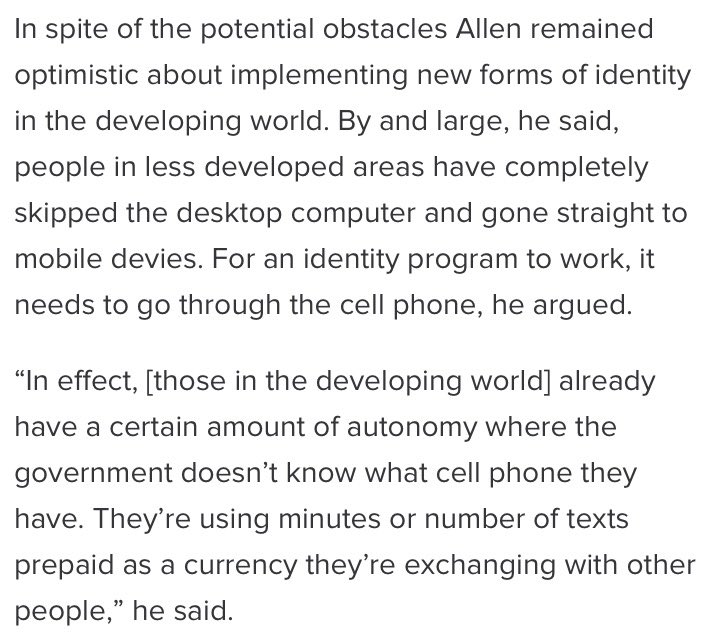 In spite of the potential obstacles Allen remained
optimistic about implementing new forms of identity
in the developing world. By and large, he said,
people in less developed areas have completely
skipped the desktop computer and gone straight to
mobile devies. For an identity program to work, it
needs to go through the cell phone, he argued.
“In effect, [those in the developing world] already
have a certain amount of autonomy where the
government doesn’t know what cell phone they
have. They’re using minutes or number of texts
prepaid as a currency they’re exchanging with other
people,” he said.